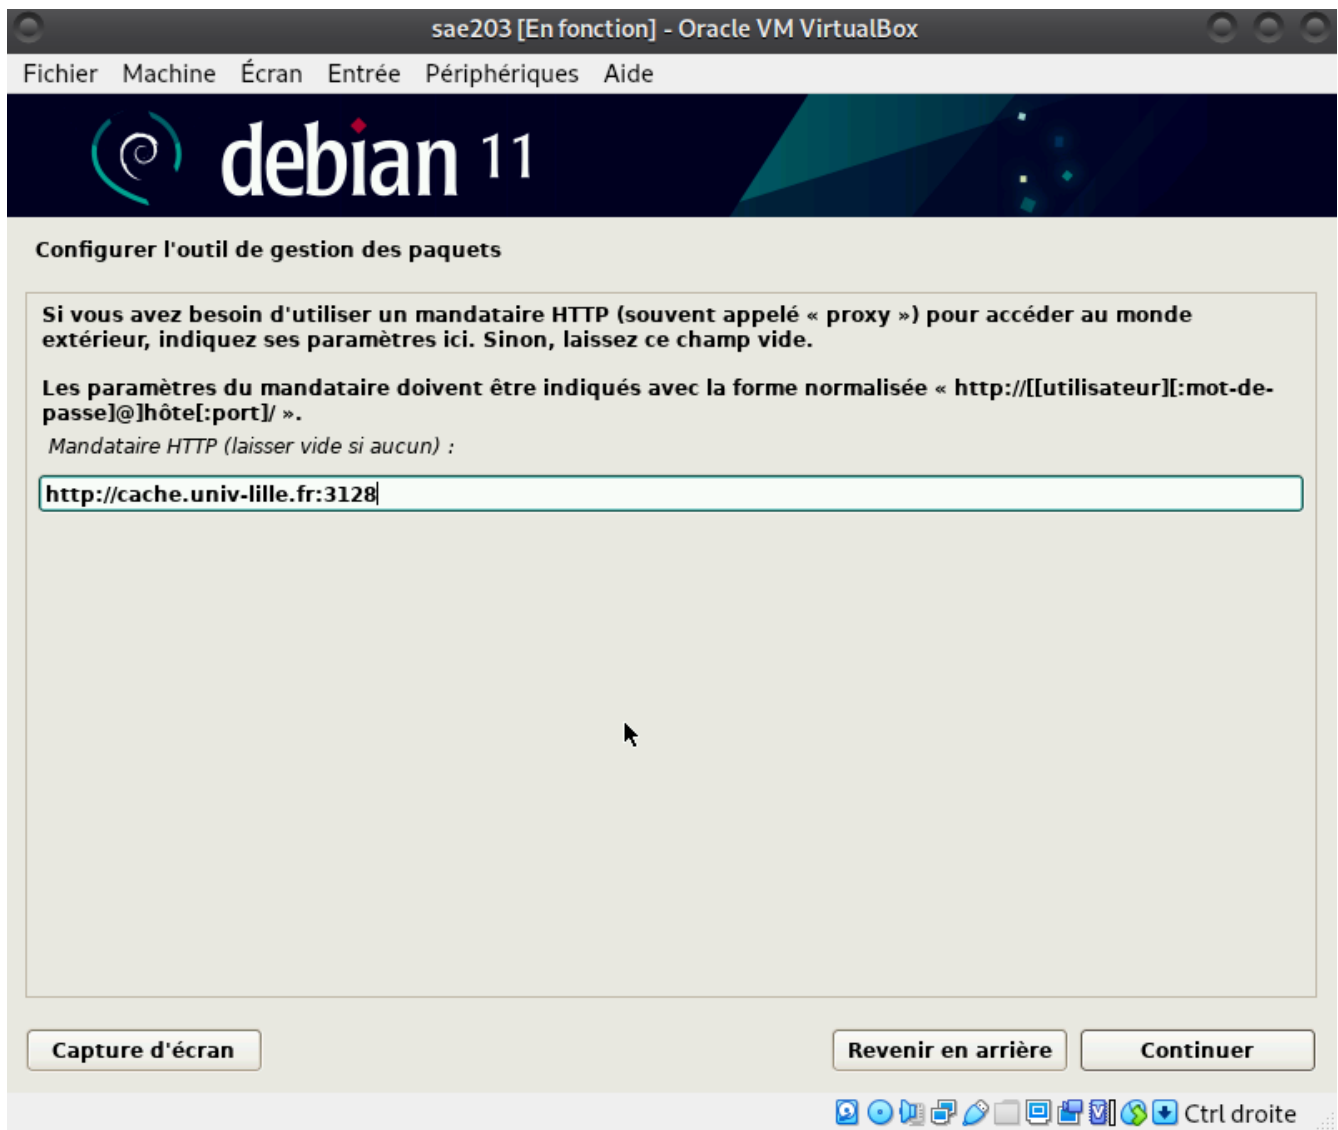 sae203 [En fonction] - Oracle VM VirtualBox
Fichier Machine Écran Entrée Périphériques Aide
debian 11
Configurer l'outil de gestion des paquets
Si vous avez besoin d'utiliser un mandataire HTTP (souvent appelé « proxy ») pour accéder au monde
extérieur, indiquez ses paramètres ici. Sinon, laissez ce champ vide.
Les paramètres du mandataire doivent être indiqués avec la forme normalisée « http://[[utilisateur][:mot-de-
passe]@]hôte[:port]/ ».
Mandataire HTTP (laisser vide si aucun) :
http://cache.univ-lille.fr:3128
Capture d'écran Revenir en arrière Continuer
Ctrl droite